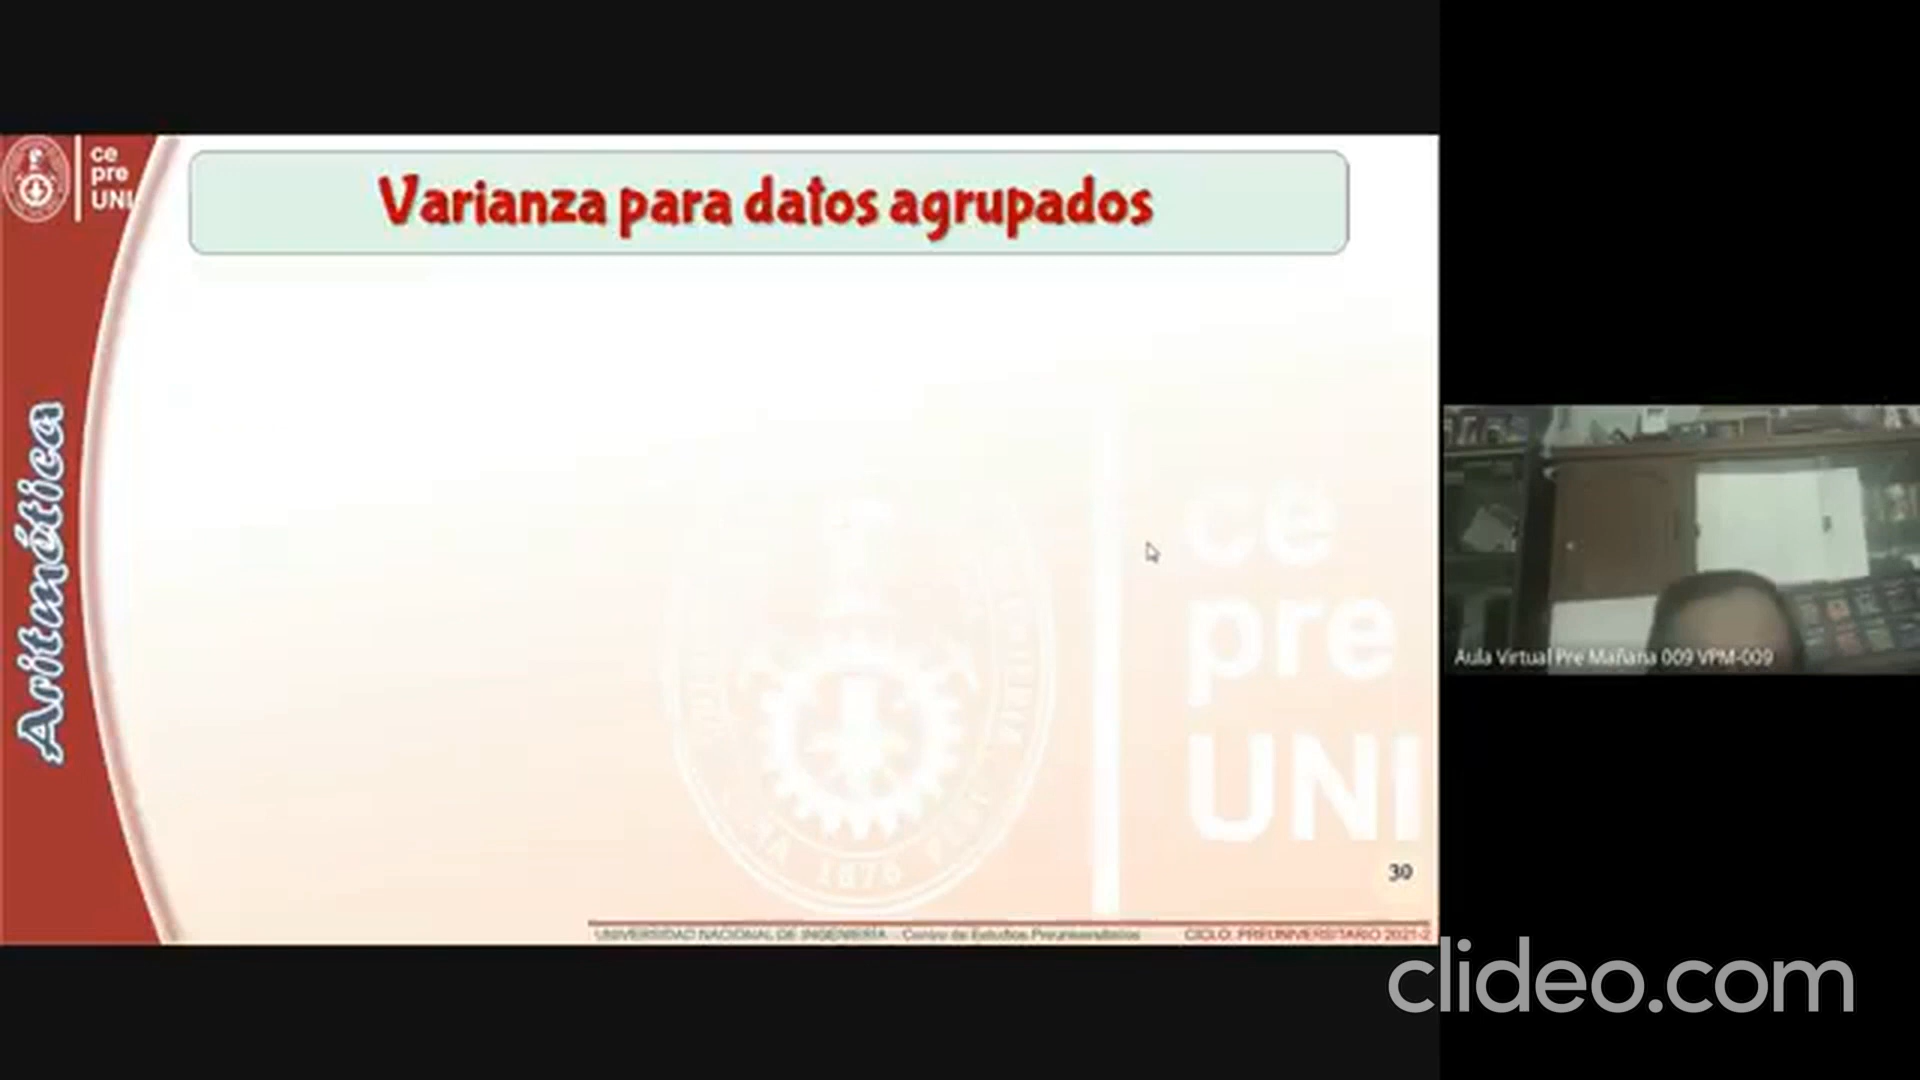 ce
pre
UNI
Varianza para datos agrupados
Aritmética
ce
pre
UNI
1876
30
UNIVERSIDAD NACIONAL DE INGENIERÍA - Centro de Estudios Preuniversitarios
CICLO: PREUNIVERSITARIO 2021-2
Aula Virtual Pre Mañana 009 VPM-009
clideo.com